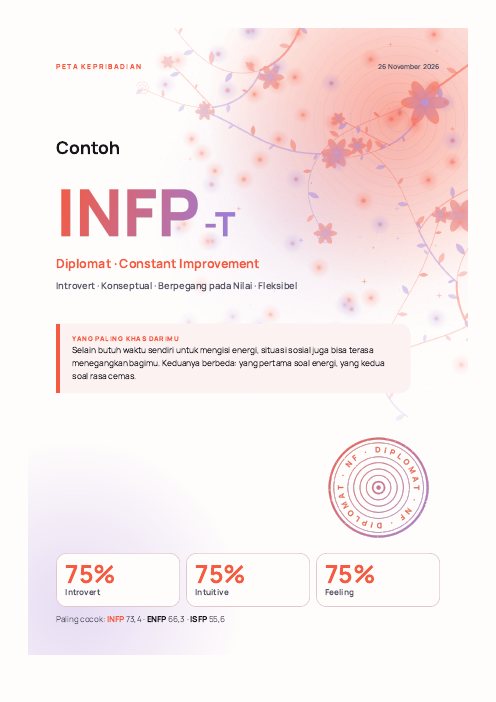 PETA KEPRIBADIAN
26 November 2026
Contoh
INFP -T
Diplomat · Constant Improvement
Introvert · Konseptual · Berpegang pada Nilai · Fleksibel
YANG PALING KHAS DARIMU
Selain butuh waktu sendiri untuk mengisi energi, situasi sosial juga bisa terasa
menegangkan bagimu. Keduanya berbeda: yang pertama soal energi, yang kedua
soal rasa cemas.
NF · DIPLOMAT · NF · DIPLOMAT ·
75%
Introvert
75%
Intuitive
75%
Feeling
Paling cocok: INFP 73,4 · ENFP 66,3 · ISFP 55,6